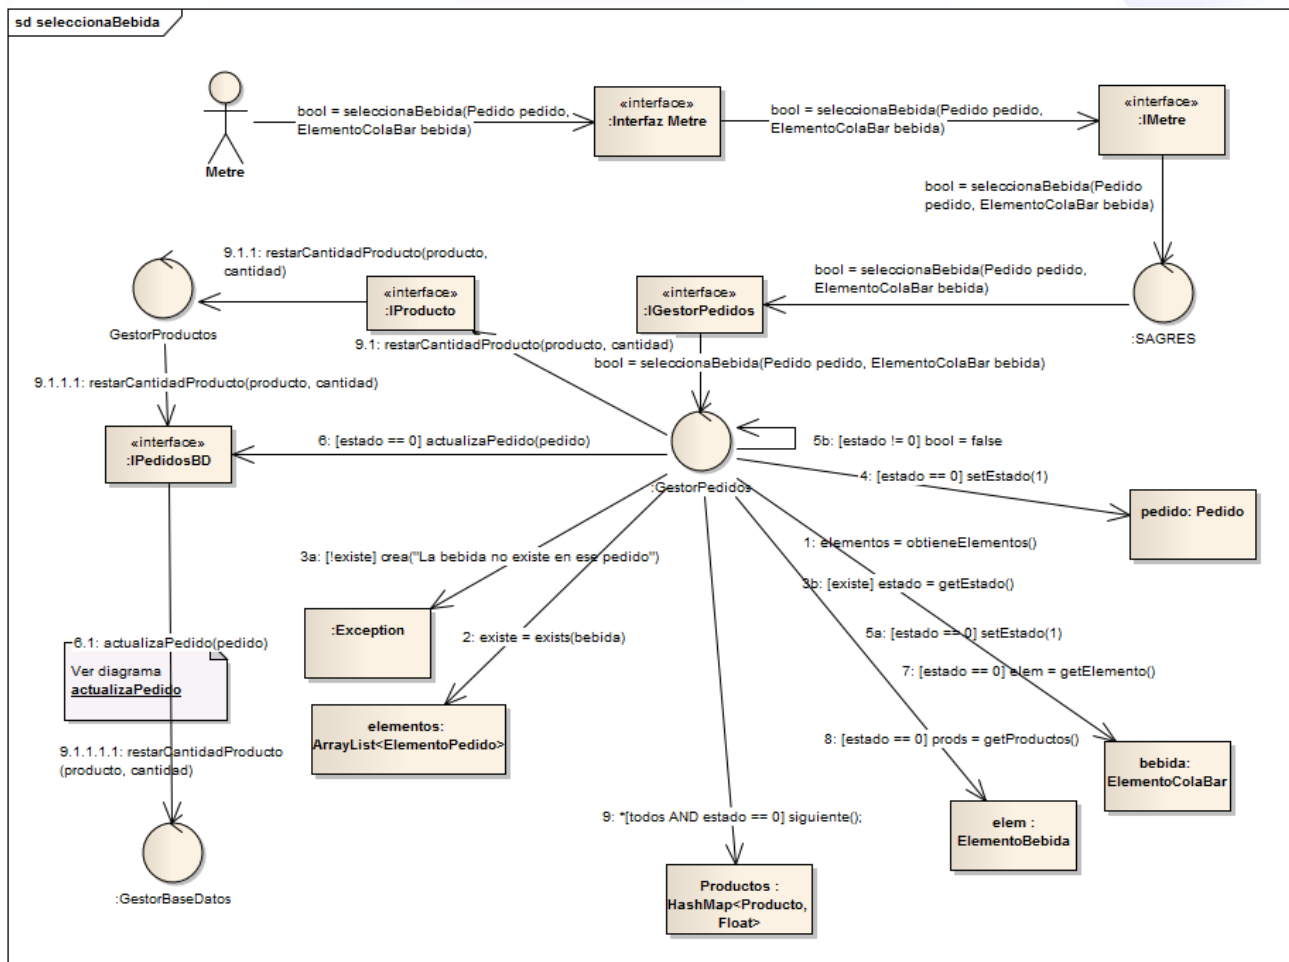 sd seleccionaBebida
bool = seleccionaBebida(Pedido pedido,
ElementoColaBar bebida)
«interface»
:Interfaz Metre
bool = seleccionaBebida(Pedido pedido,
ElementoColaBar bebida)
«interface»
:IMetre
Metre
bool = seleccionaBebida(Pedido
pedido, ElementoColaBar bebida)
9.1.1: restarCantidadProducto(producto,
cantidad)
bool = seleccionaBebida(Pedido pedido,
ElementoColaBar bebida)
«interface»
:IProducto
«interface»
:IGestorPedidos
GestorProductos
:SAGRES
9.1: restarCantidadProducto(producto, cantidad)
bool = seleccionaBebida(Pedido pedido, ElementoColaBar bebida)
9.1.1.1: restarCantidadProducto(producto, cantidad)
«interface»
:IPedidosBD
6: [estado == 0] actualizaPedido(pedido)
5b: [estado != 0] bool = false
:GestorPedidos
4: [estado == 0] setEstado(1)
pedido: Pedido
1: elementos = obtieneElementos()
3a: [!existe] crea("La bebida no existe en ese pedido")
3b: [existe] estado = getEstado()
:Exception
2: existe = exists(bebida)
5a: [estado == 0] setEstado(1)
6.1: actualizaPedido(pedido)
Ver diagrama
actualizaPedido
7: [estado == 0] elem = getElemento()
elementos:
ArrayList<ElementoPedido>
8: [estado == 0] prods = getProductos()
9.1.1.1.1: restarCantidadProducto
(producto, cantidad)
bebida:
ElementoColaBar
9: *[todos AND estado == 0] siguiente();
elem :
ElementoBebida
:GestorBaseDatos
Productos :
HashMap<Producto,
Float>